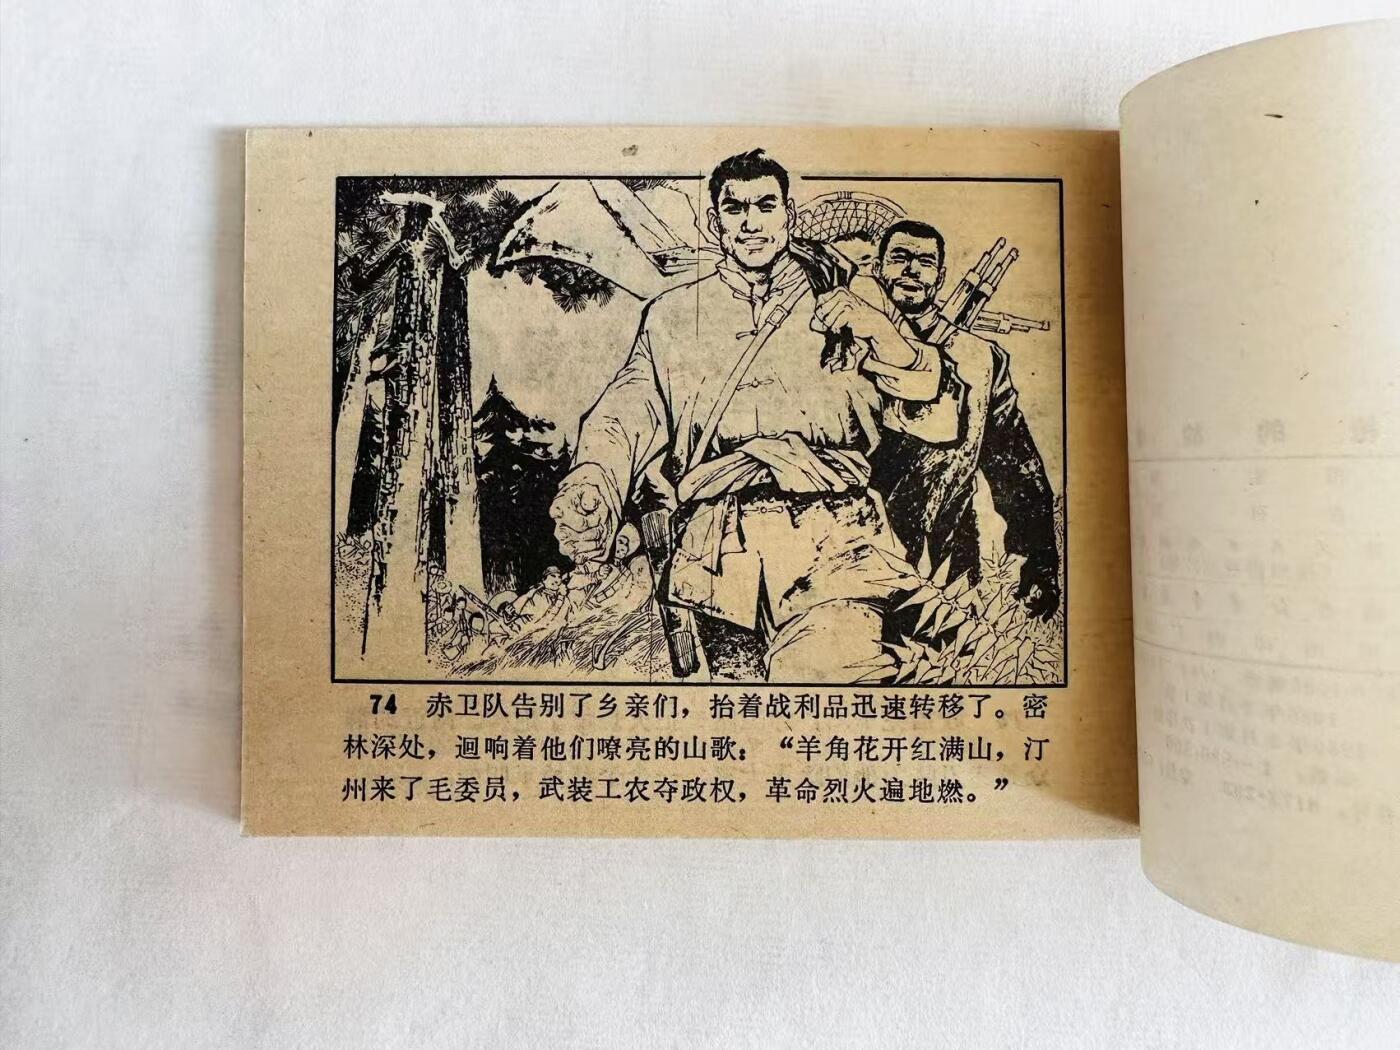 74 赤卫队告别了乡亲们，抬着战利品迅速转移了。密
林深处，迴响着他们嘹亮的山歌：“羊角花开红满山，汀
州来了毛委员，武装工农夺政权，革命烈火遍地燃。”